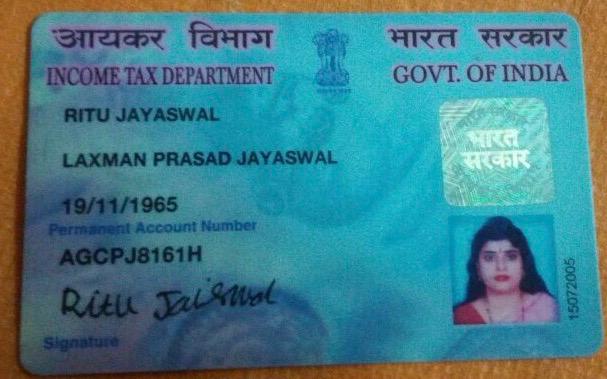 आयकर विभाग भारत सरकार
INCOME TAX DEPARTMENT GOVT. OF INDIA
RITU JAYASWAL
भारत
सरकार
LAXMAN PRASAD JAYASWAL
19/11/1965
Permanent Account Number
AGCPJ8161H
Ritu Jaiswal
Signature
15072005